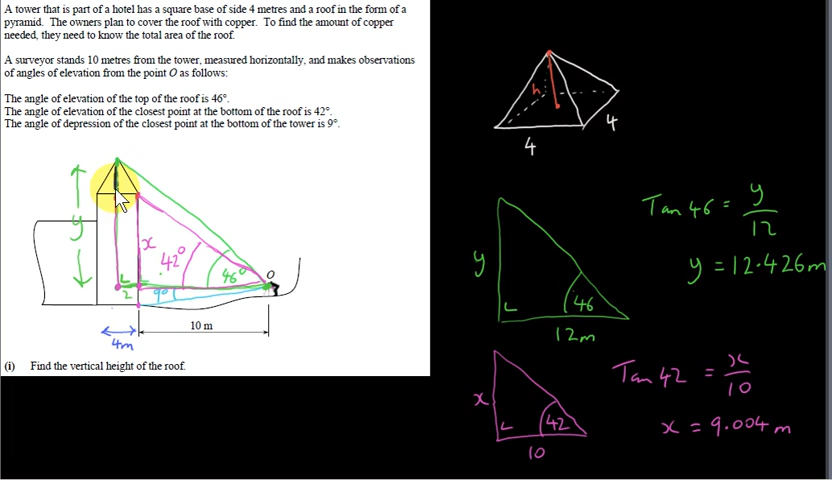 A tower that is part of a hotel has a square base of side 4 metres and a roof in the form of a
pyramid. The owners plan to cover the roof with copper. To find the amount of copper
needed, they need to know the total area of the roof.
A surveyor stands 10 metres from the tower, measured horizontally, and makes observations
of angles of elevation from the point O as follows:
The angle of elevation of the top of the roof is 46°.
The angle of elevation of the closest point at the bottom of the roof is 42°.
The angle of depression of the closest point at the bottom of the tower is 9°.
h
4
4
y
x
42°
46°
O
2
9°
10 m
4m
(i) Find the vertical height of the roof.
y
46
12m
Tan 46 = y/12
y = 12.426m
x
42
10
Tan 42 = x/10
x = 9.004 m